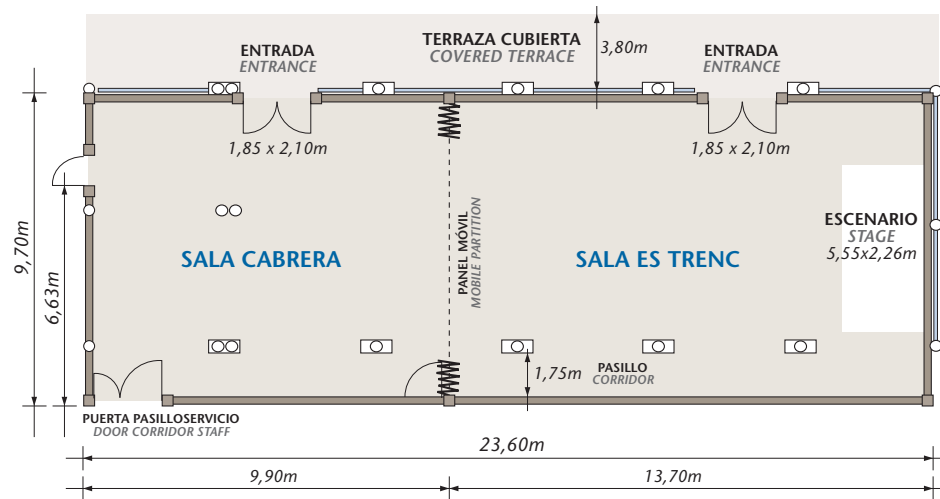 TERRAZA CUBIERTA
COVERED TERRACE
3,80m
ENTRADA
ENTRANCE
ENTRADA
ENTRANCE
1,85 x 2,10m
1,85 x 2,10m
9,70m
6,63m
SALA CABRERA
PANEL MÓVIL
MOBILE PARTITION
SALA ES TRENC
ESCENARIO
STAGE
5,55x2,26m
1,75m
PASILLO
CORRIDOR
PUERTA PASILLOSERVICIO
DOOR CORRIDOR STAFF
23,60m
9,90m
13,70m